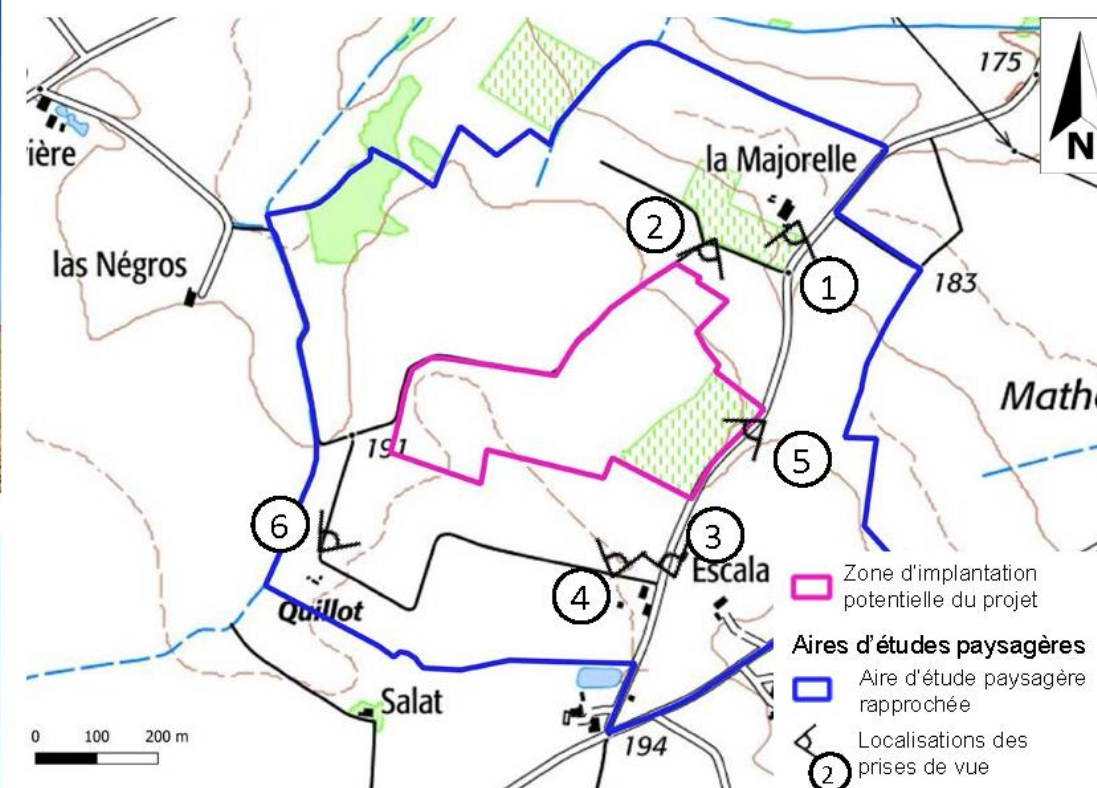 175
N
ière
la Majorelle
2
las Négros
1
183
Math
191
5
6
3
Escala
4
Quillot
Salat
194
0 100 200 m
Zone d'implantation
potentielle du projet
Aires d'études paysagères
Aire d'étude paysagère
rapprochée
Localisations des
prises de vue
2